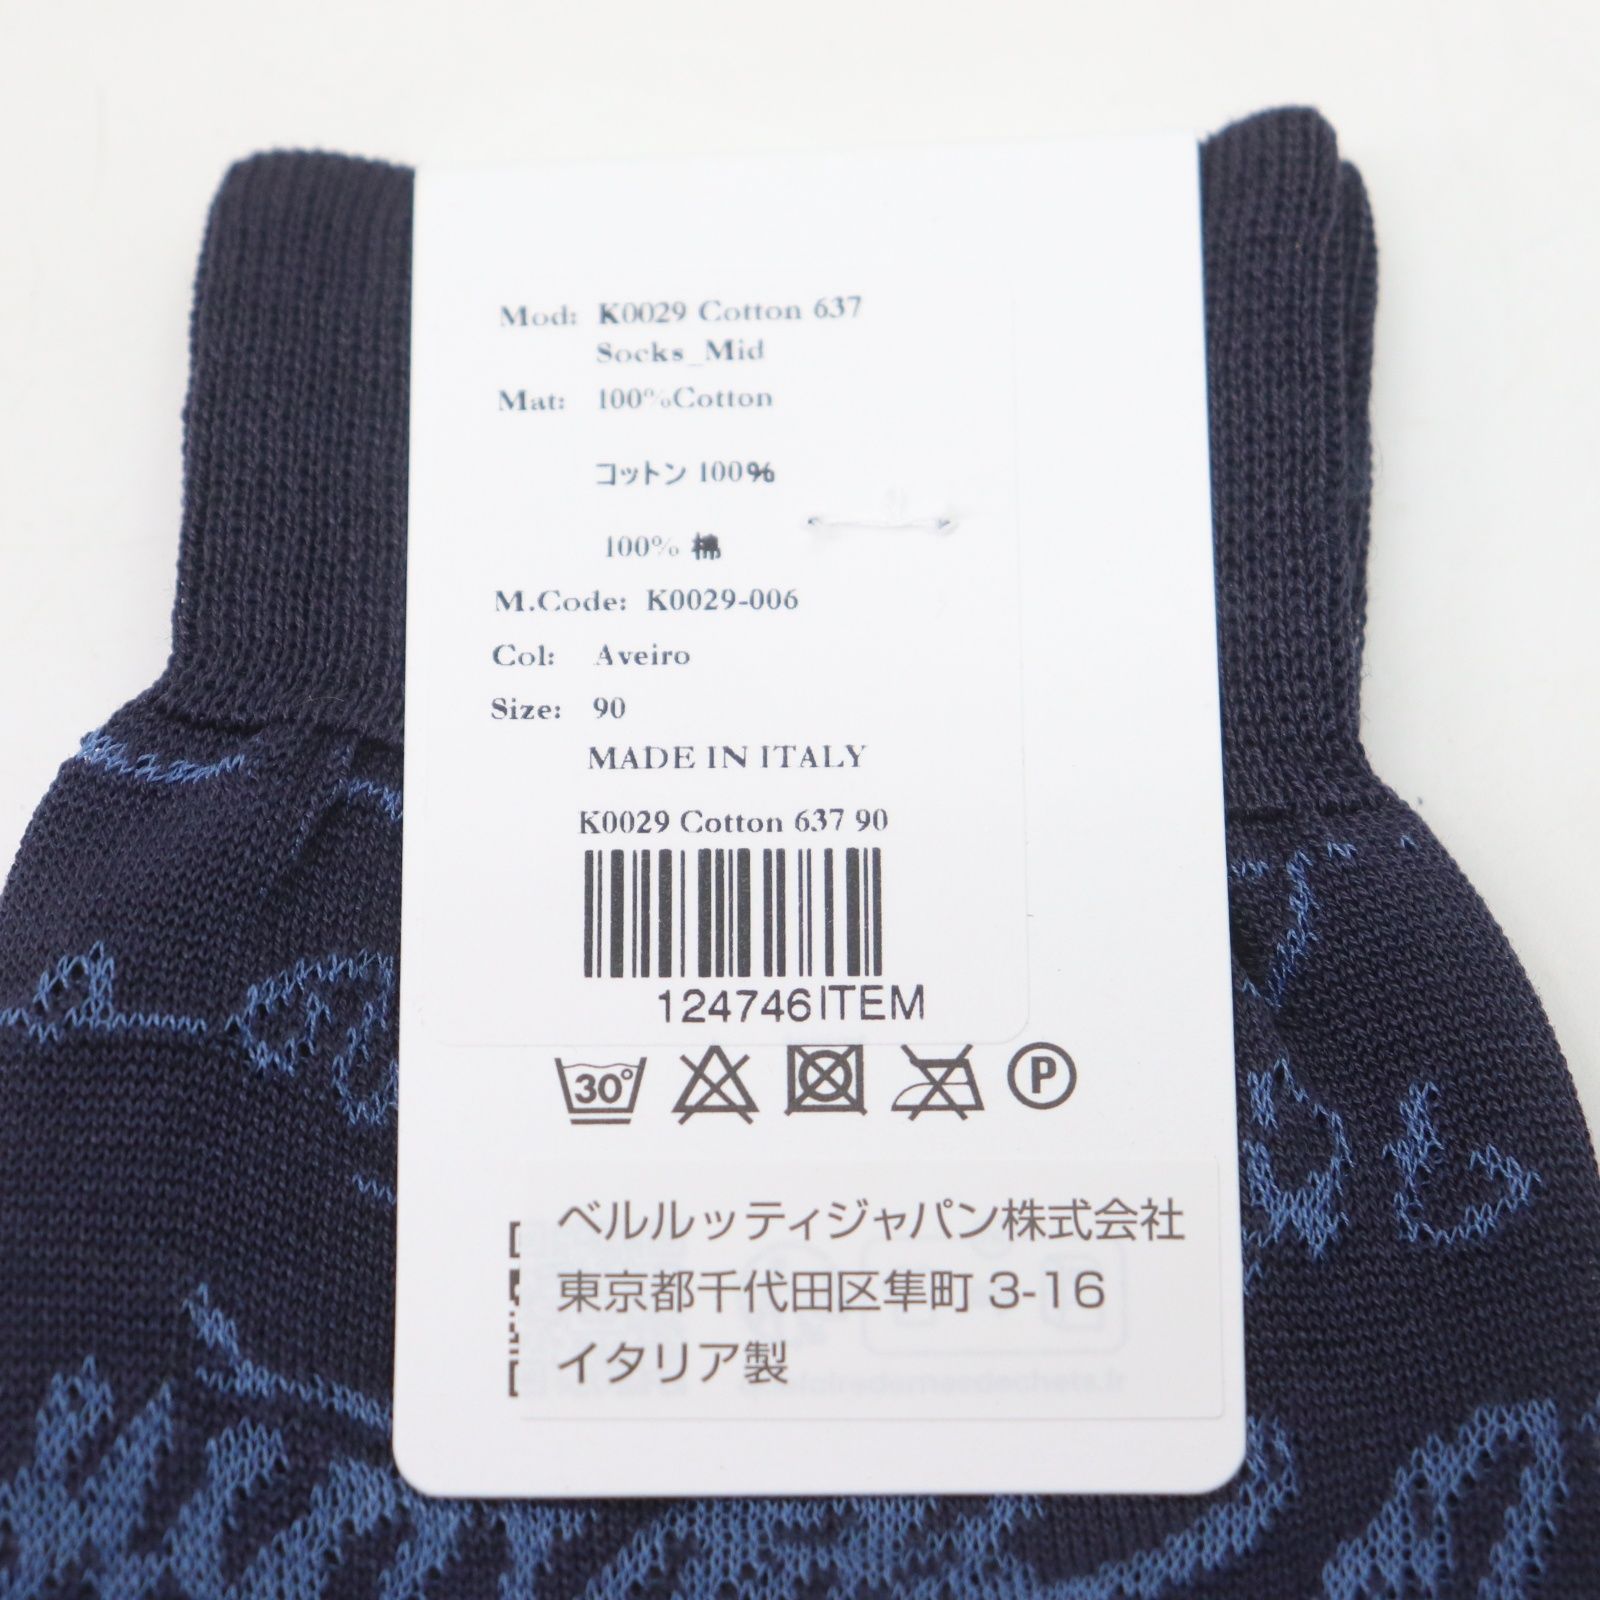 Mod: K0029 Cotton 637
Socks_Mid
Mat: 100%Cotton
コットン 100%
100% 棉
M.Code: K0029-006
Col: Aveiro
Size: 90
MADE IN ITALY
K0029 Cotton 637 90
124746ITEM
30°
P
ベルルッティジャパン株式会社
東京都千代田区隼町 3-16
イタリア製